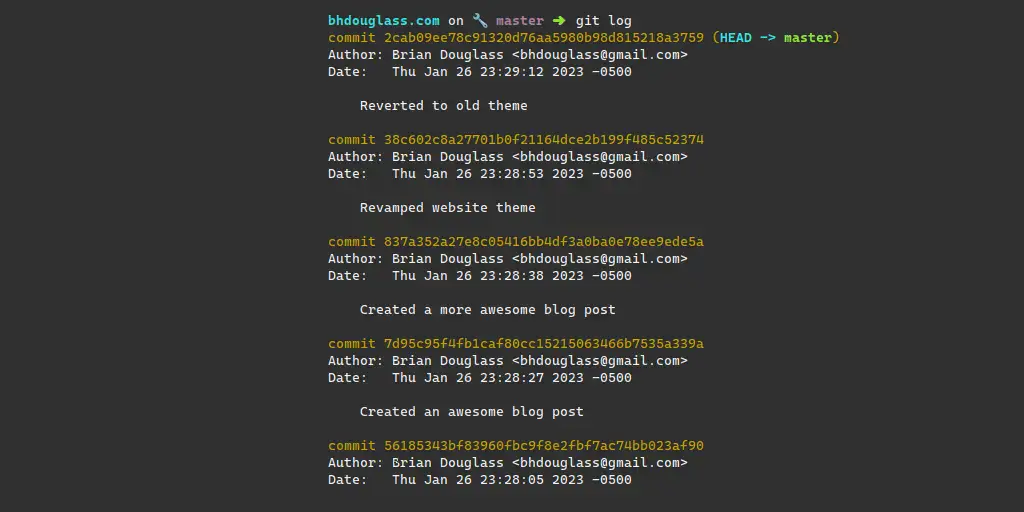 bhdouglass.com on 🔧 master ➜ git log
commit 2cab09ee78c91320d76aa5980b98d815218a3759 (HEAD -> master)
Author: Brian Douglass <bhdouglass@gmail.com>
Date:   Thu Jan 26 23:29:12 2023 -0500
Reverted to old theme
commit 38c602c8a27701b0f21164dce2b199f485c52374
Author: Brian Douglass <bhdouglass@gmail.com>
Date:   Thu Jan 26 23:28:53 2023 -0500
Revamped website theme
commit 837a352a27e8c05416bb4df3a0ba0e78ee9ede5a
Author: Brian Douglass <bhdouglass@gmail.com>
Date:   Thu Jan 26 23:28:38 2023 -0500
Created a more awesome blog post
commit 7d95c95f4fb1caf80cc15215063466b7535a339a
Author: Brian Douglass <bhdouglass@gmail.com>
Date:   Thu Jan 26 23:28:27 2023 -0500
Created an awesome blog post
commit 56185343bf83960fbc9f8e2fbf7ac74bb023af90
Author: Brian Douglass <bhdouglass@gmail.com>
Date:   Thu Jan 26 23:28:05 2023 -0500